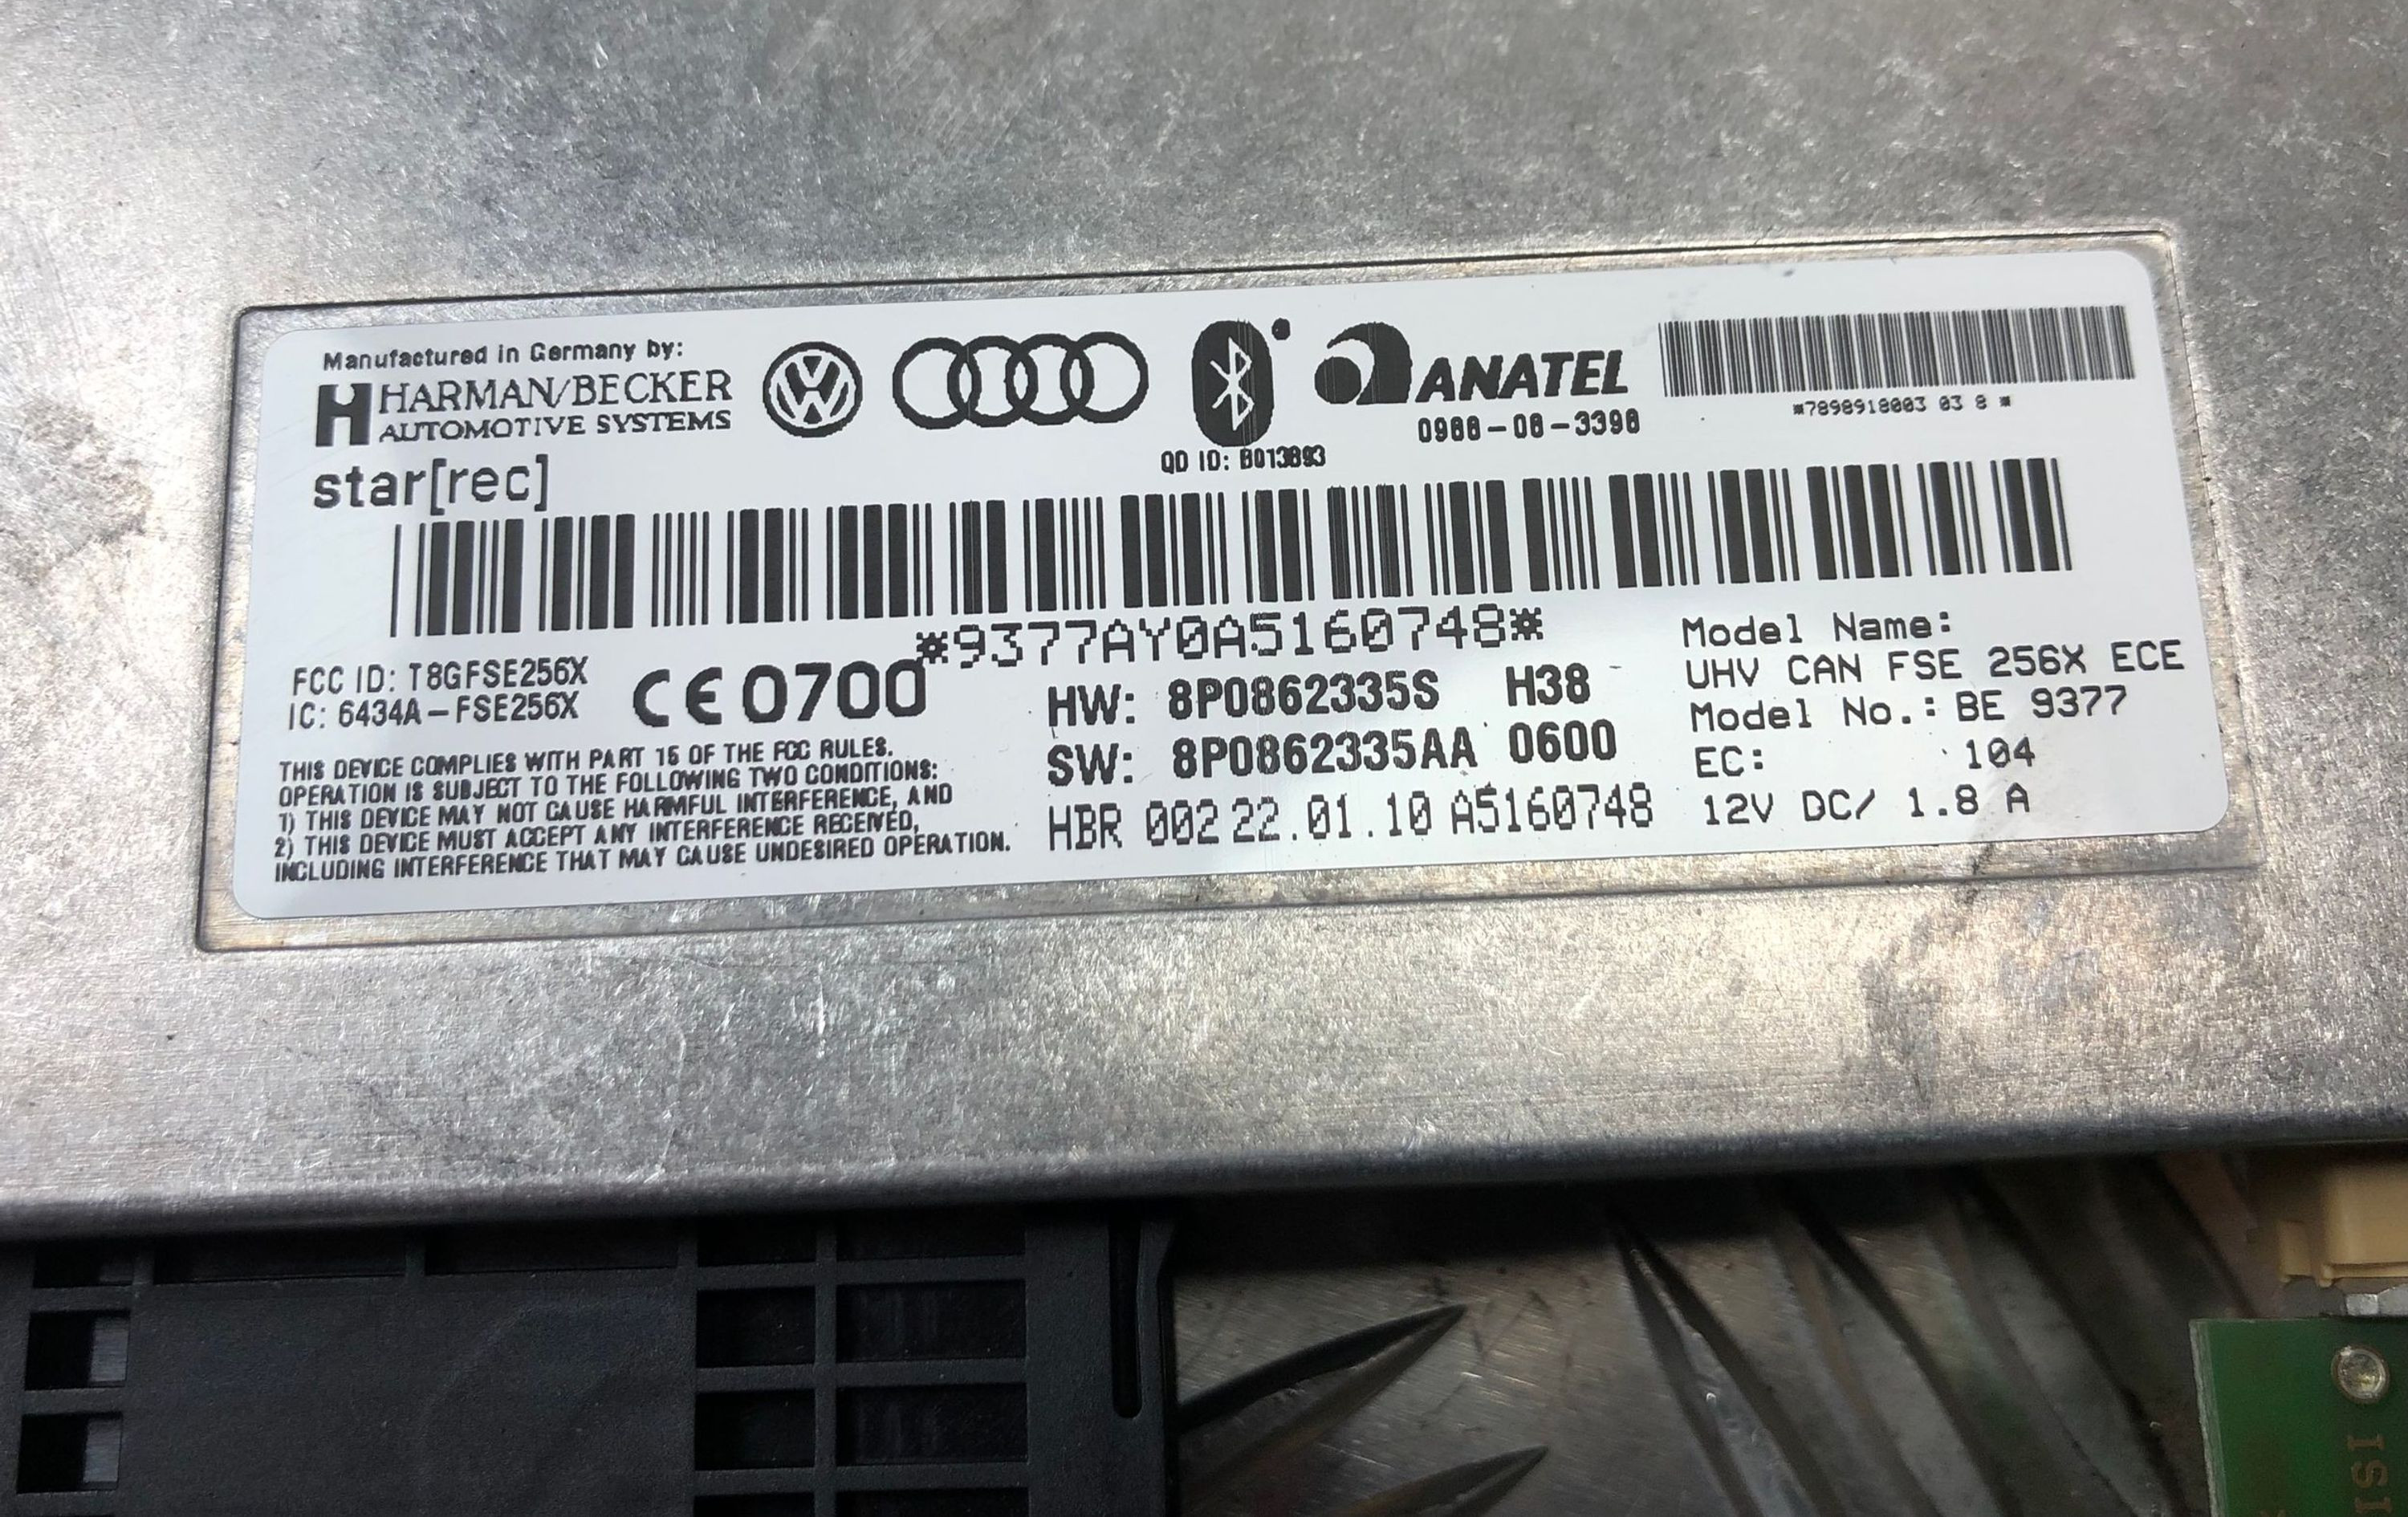 Manufactured in Germany by:
HARMAN/BECKER
AUTOMOTIVE SYSTEMS
star[rec]
QD ID: B013893
ANATEL
0988-08-3398
*7898918003 03 8 *
*9377AY0A5160748*
FCC ID: T8GFSE256X
IC: 6434A-FSE256X
CE 0700
THIS DEVICE COMPLIES WITH PART 15 OF THE FCC RULES.
OPERATION IS SUBJECT TO THE FOLLOWING TWO CONDITIONS:
1) THIS DEVICE MAY NOT CAUSE HARMFUL INTERFERENCE, AND
2) THIS DEVICE MUST ACCEPT ANY INTERFERENCE RECEIVED,
INCLUDING INTERFERENCE THAT MAY CAUSE UNDESIRED OPERATION.
HW: 8P0862335S H38
SW: 8P0862335AA 0600
HBR 002 22.01.10 A5160748
Model Name:
UHV CAN FSE 256X ECE
Model No.: BE 9377
EC: 104
12V DC/ 1.8 A